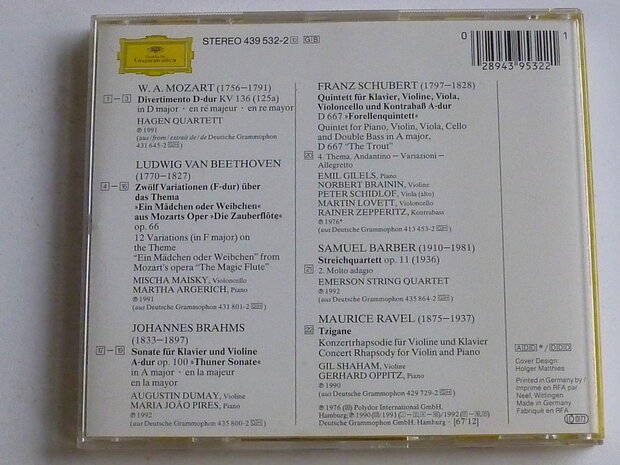 Deutsche
Grammophon
STEREO 439 532-2 GB
0 28943 95322 1
W. A. MOZART (1756–1791)
1 - 3 Divertimento D-dur KV 136 (125a)
in D major · en ré majeur · en re mayor
HAGEN QUARTETT
℗ 1991
(aus / from / extrait de / de Deutsche Grammophon
431 645-2 GH)
LUDWIG VAN BEETHOVEN
(1770–1827)
4 - 16 Zwölf Variationen (F-dur) über
das Thema
»Ein Mädchen oder Weibchen«
aus Mozarts Oper »Die Zauberflöte«
op. 66
12 Variations (in F major) on
the Theme
“Ein Mädchen oder Weibchen” from
Mozart's opera “The Magic Flute”
MISCHA MAISKY, Violoncello
MARTHA ARGERICH, Piano
℗ 1991
(aus Deutsche Grammophon 431 801-2 GH)
JOHANNES BRAHMS
(1833–1897)
17 - 19 Sonate für Klavier und Violine
A-dur op. 100 »Thuner Sonate«
in A major · en la majeur
en la mayor
AUGUSTIN DUMAY, Violine
MARIA JOÃO PIRES, Piano
℗ 1992
(aus Deutsche Grammophon 435 800-2 GH)
FRANZ SCHUBERT (1797–1828)
Quintett für Klavier, Violine, Viola,
Violoncello und Kontrabaß A-dur
D 667 »Forellenquintett«
Quintet for Piano, Violin, Viola, Cello
and Double Bass in A major,
D 667 “The Trout”
20 4. Thema. Andantino – Variazioni –
Allegretto
EMIL GILELS, Piano
NORBERT BRAININ, Violine
PETER SCHIDLOF, Viola (alto)
MARTIN LOVETT, Violoncello
RAINER ZEPPERITZ, Kontrabass
℗ 1976*
(aus Deutsche Grammophon 413 453-2 GH)
SAMUEL BARBER (1910–1981)
Streichquartett op. 11 (1936)
21 2. Molto adagio
EMERSON STRING QUARTET
℗ 1992
(aus Deutsche Grammophon 435 864-2 GH)
MAURICE RAVEL (1875–1937)
22 Tzigane
Konzertrhapsodie für Violine und Klavier
Concert Rhapsody for Violin and Piano
GIL SHAHAM, Violine
GERHARD OPPITZ, Piano
℗ 1990
(aus Deutsche Grammophon 429 729-2 GH)
℗ 1976 (20) Polydor International GmbH,
Deutsche Grammophon GmbH, Hamburg · [67'12]
ADD * / DDD
Cover Design:
Holger Matthies
Printed in Germany by /
Imprimé en RFA par
Neef, Wittingen
Made in Germany
Fabriqué en RFA